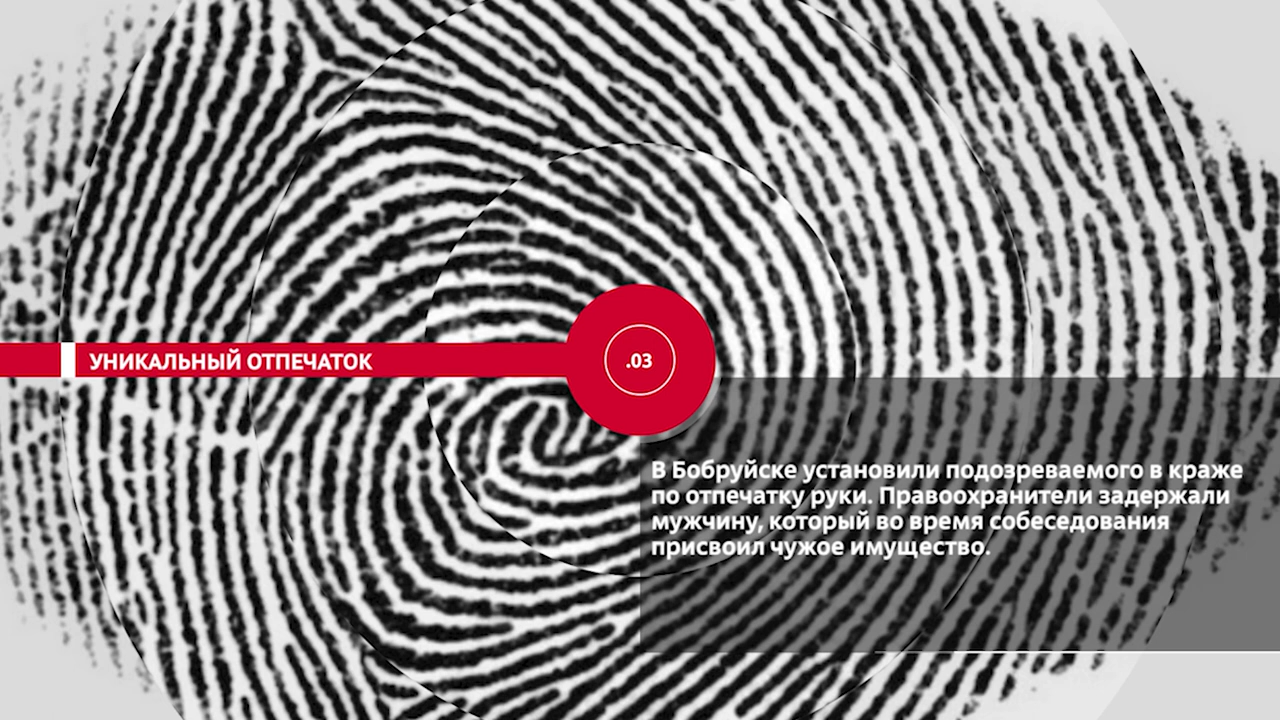 УНИКАЛЬНЫЙ ОТПЕЧАТОК
.03
В Бобруйске установили подозреваемого в краже
по отпечатку руки. Правоохранители задержали
мужчину, который во время собеседования
присвоил чужое имущество.